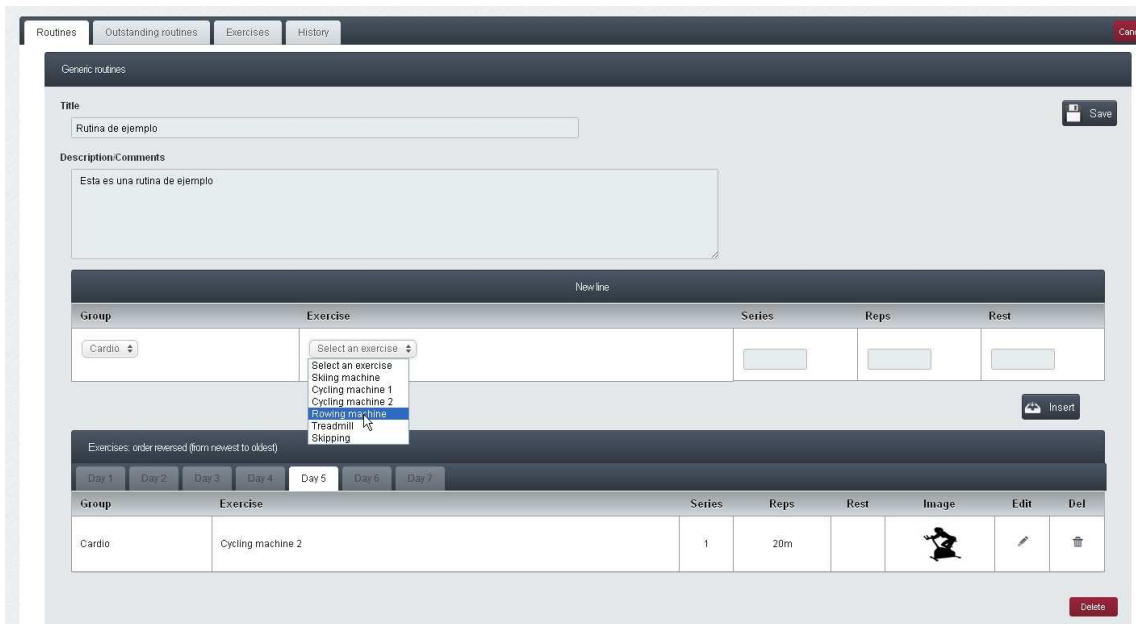 Routines Outstanding routines Exercises History
Generic routines
Title
Save
Rutina de ejemplo
Description/Comments
Esta es una rutina de ejemplo
New line
Group Exercise Series Reps Rest
Cardio Select an exercise
Select an exercise
Skiing machine
Cycling machine 1
Cycling machine 2
Rowing machine
Treadmill
Skipping
Insert
Exercises: order reversed (from newest to oldest)
Day 1 Day 2 Day 3 Day 4 Day 5 Day 6 Day 7
Group Exercise Series Reps Rest Image Edit Del
Cardio Cycling machine 2 1 20m
Delete